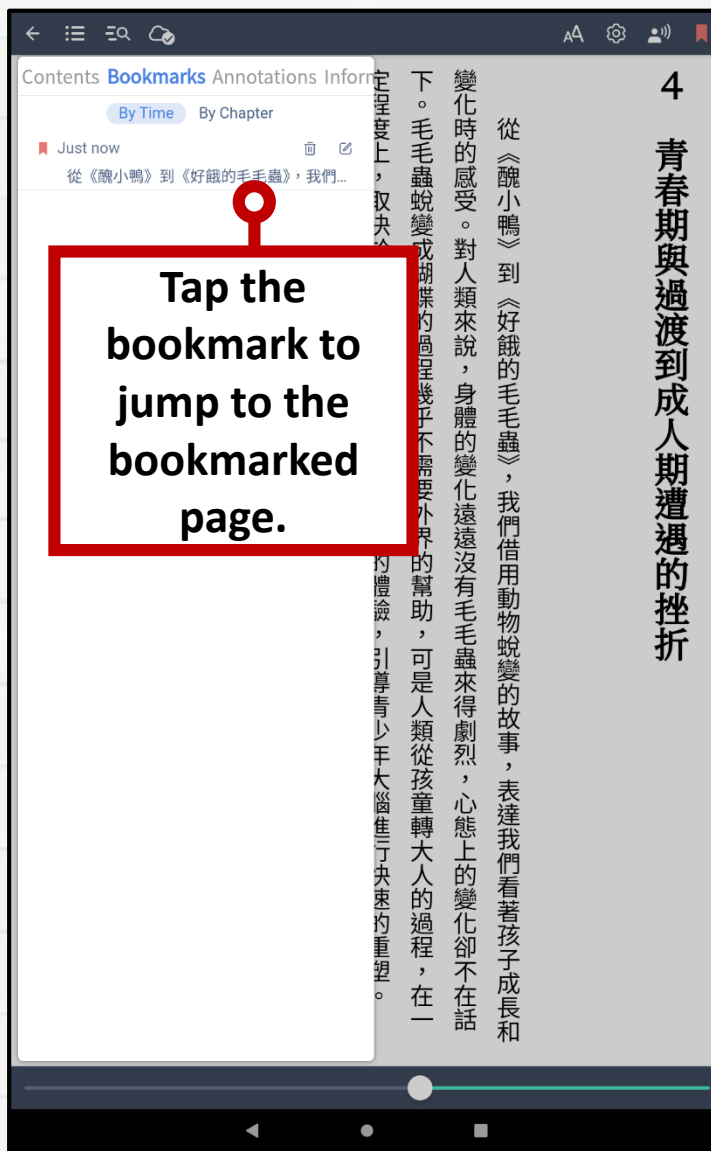 AA
Contents Bookmarks Annotations Inform
By Time By Chapter
Just now
從《醜小鴨》到《好餓的毛毛蟲》，我們...
Tap the
bookmark to
jump to the
bookmarked
page.
4 青春期與過渡到成人期遭遇的挫折
從《醜小鴨》到《好餓的毛毛蟲》，我們借用動物蛻變的故事，表達我們看著孩子成長和
變化時的感受。對人類來說，身體的變化遠遠沒有毛毛蟲來得劇烈，心態上的變化卻不在話
下。毛毛蟲蛻變成蝴蝶的過程幾乎不需要外界的幫助，可是人類從孩童轉大人的過程，在一
定程度上，取決
的體驗，引導青少年大腦進行快速的重塑。